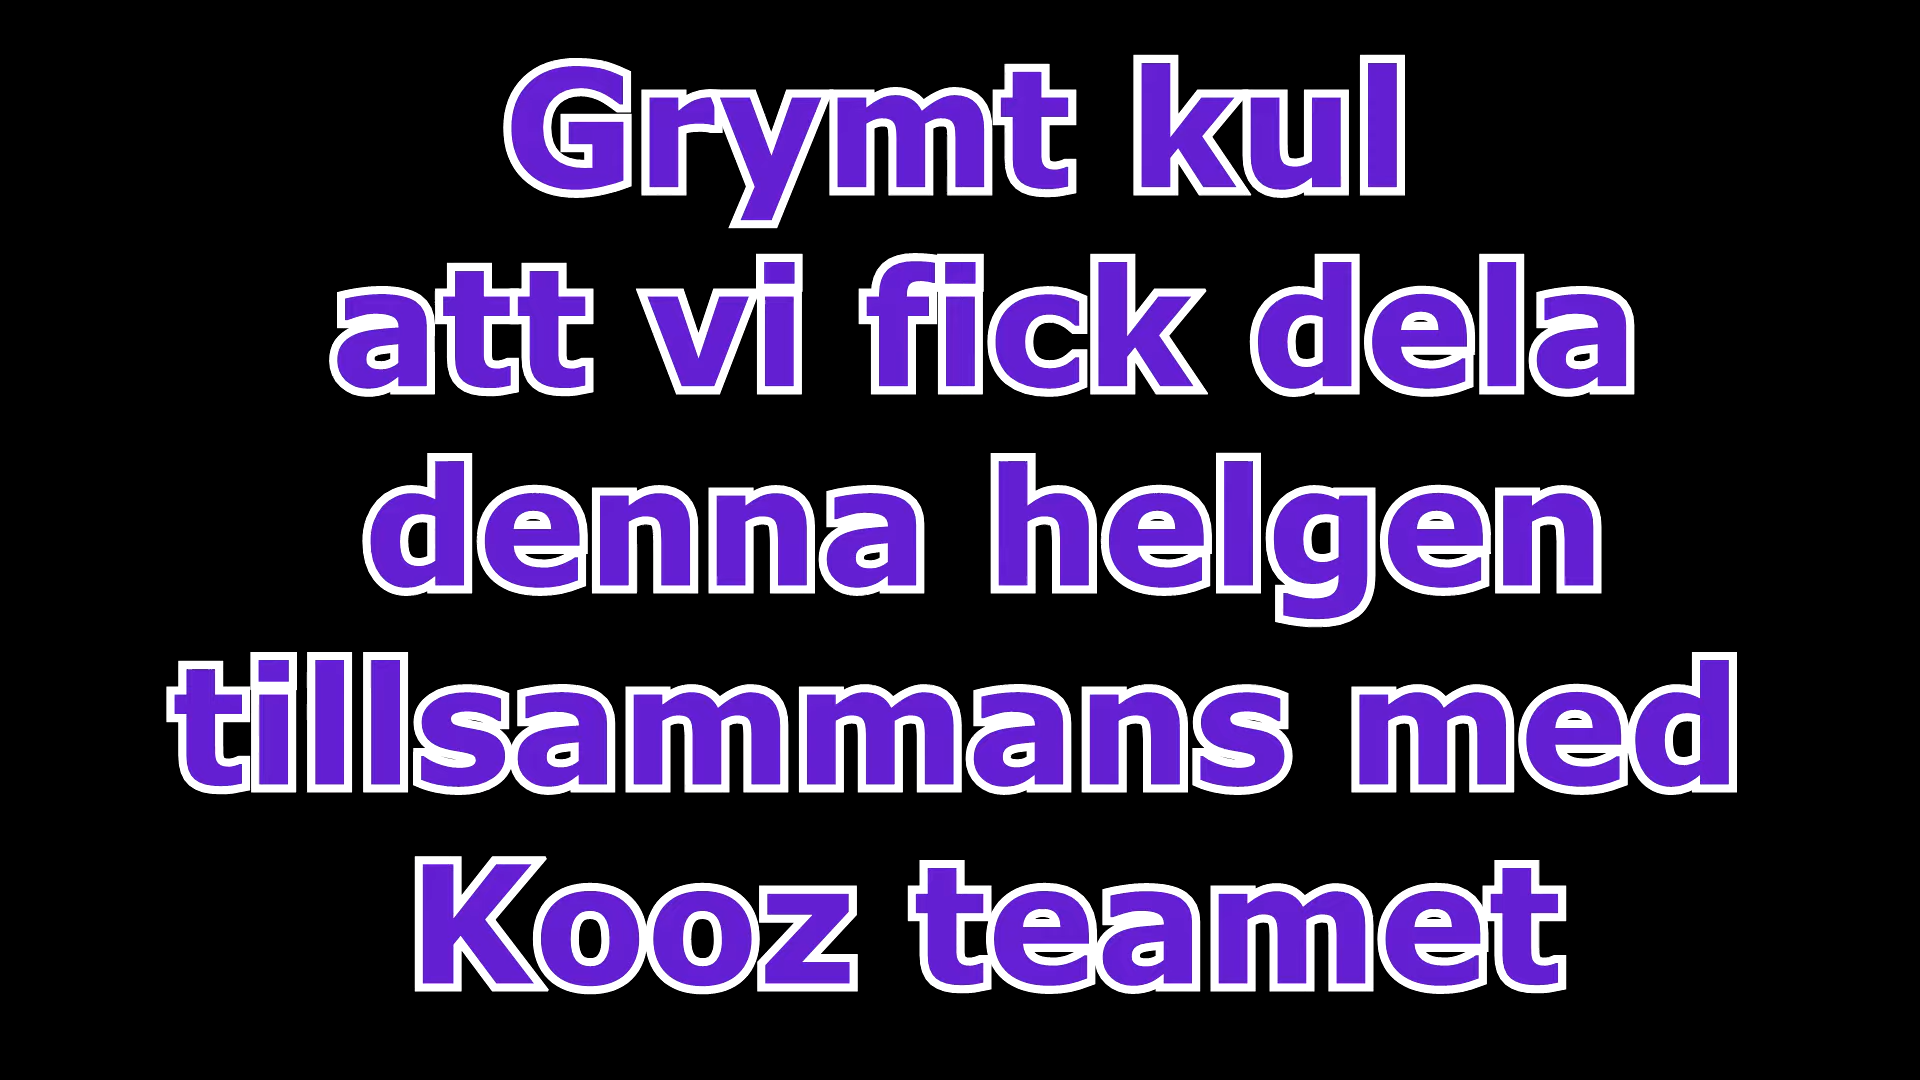 Grymt kul
att vi fick dela
denna helgen
tillsammans med
Kooz teamet